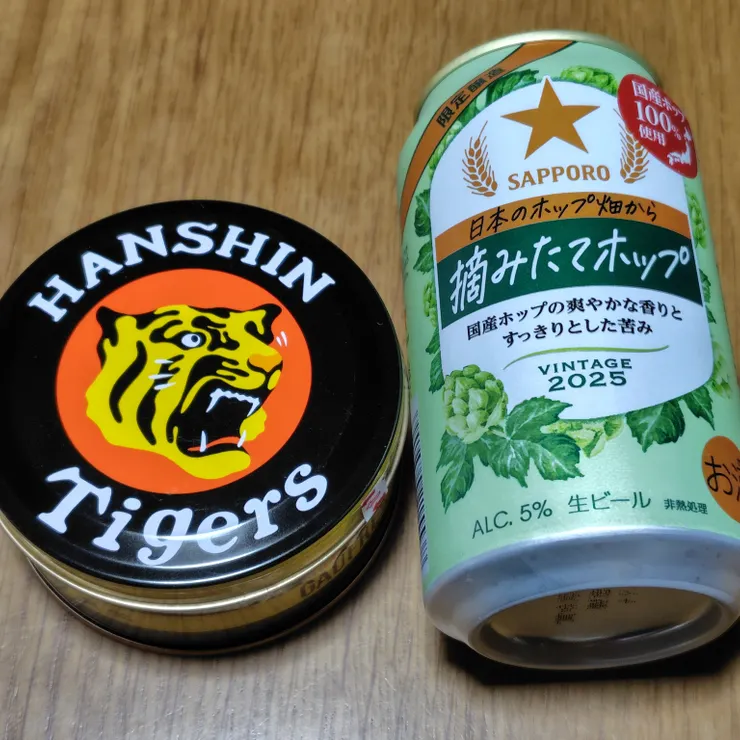 HANSHIN
Tigers
限定醸造
国産ホップ
100%
使用
SAPPORO
日本のホップ畑から
摘みたてホップ
国産ホップの爽やかな香りと
すっきりとした苦み
VINTAGE
2025
ALC. 5% 生ビール 非熱処理